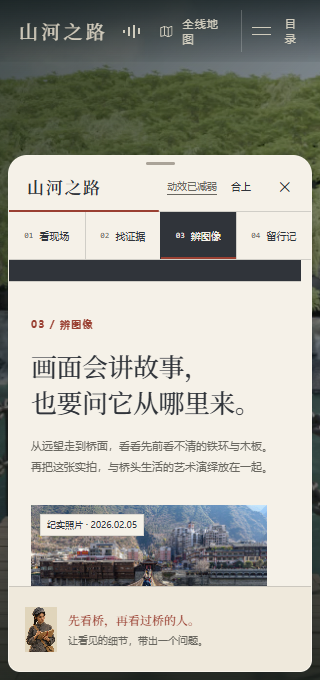 山河之路
全线地
图
目
录
山河之路
动效已减弱
合上
01 看现场
02 找证据
03 辨图像
04 留行记
03 / 辨图像
画面会讲故事，
也要问它从哪里来。
从远望走到桥面，看看先前看不清的铁环与木板。
再把这张实拍，与桥头生活的艺术演绎放在一起。
纪实照片 · 2026.02.05
先看桥，再看过桥的人。
让看见的细节，带出一个问题。